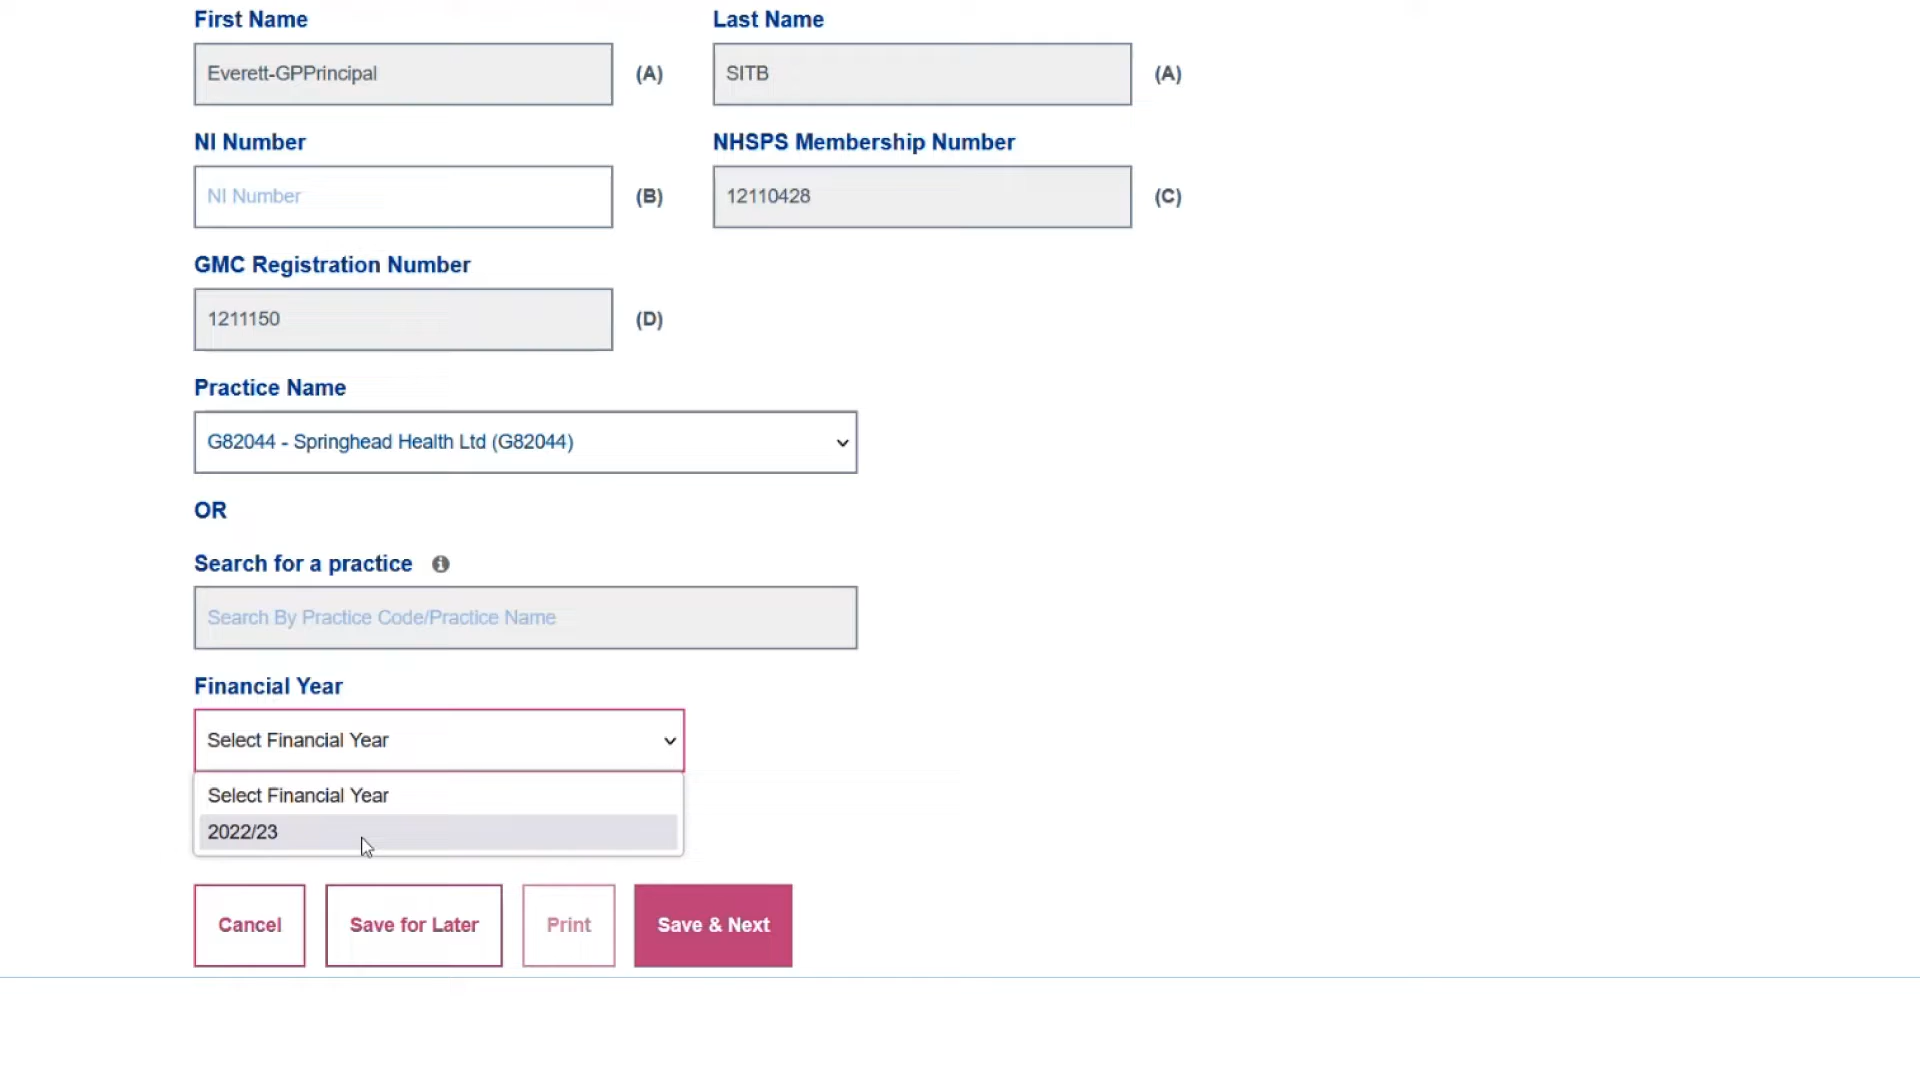 First Name
Last Name
Everett-GPPrincipal
(A)
SITB
(A)
NI Number
NHSPS Membership Number
NI Number
(B)
12110428
(C)
GMC Registration Number
1211150
(D)
Practice Name
G82044 - Springhead Health Ltd (G82044)
OR
Search for a practice
Search By Practice Code/Practice Name
Financial Year
Select Financial Year
Select Financial Year
2022/23
Cancel
Save for Later
Print
Save & Next